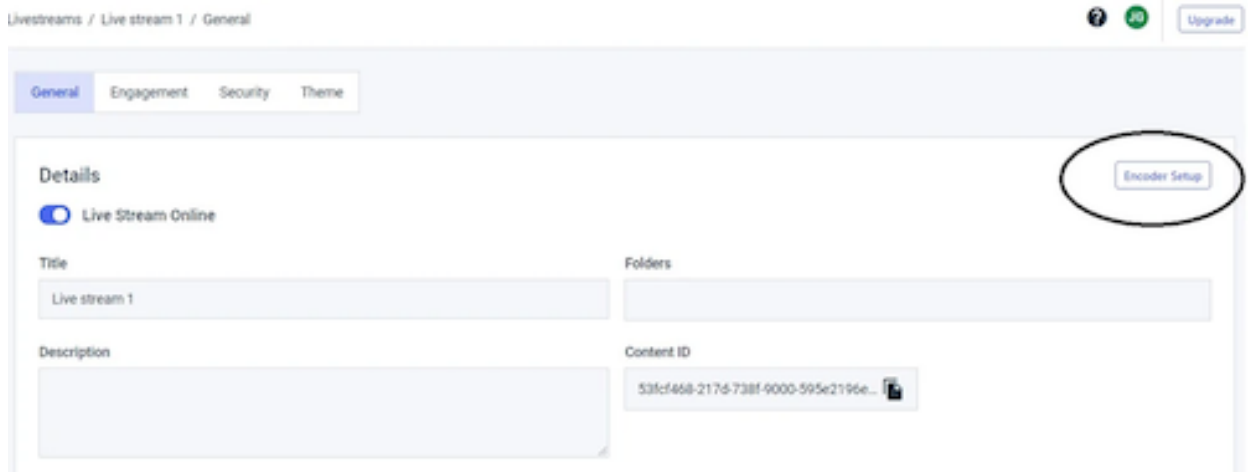 Livestreams / Live stream 1 / General
? JG Upgrade
General Engagement Security Theme
Details
Encoder Setup
Live Stream Online
Title
Folders
Live stream 1
Description
Content ID
53fcf468-217d-738f-9000-595e2196e...